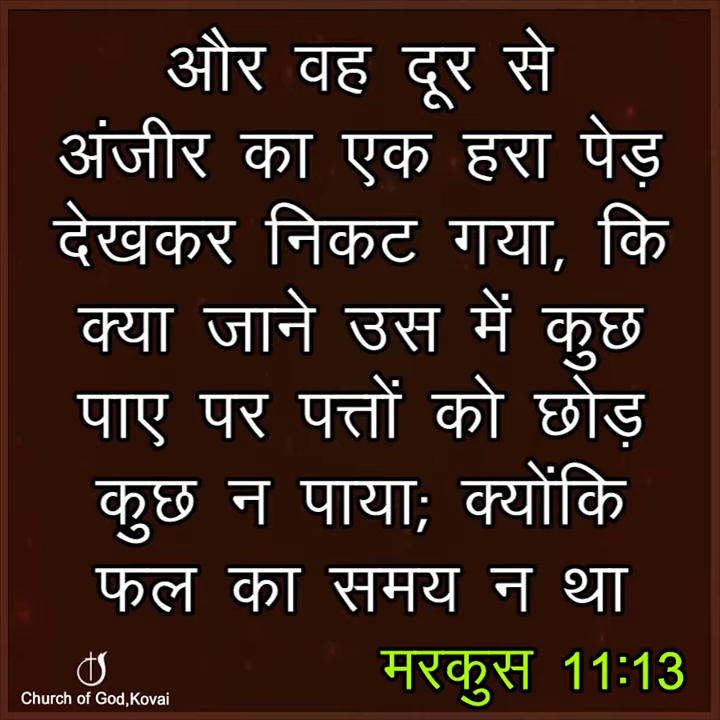 और वह दूर से
अंजीर का एक हरा पेड़
देखकर निकट गया, कि
क्या जाने उस में कुछ
पाए पर पत्तों को छोड़
कुछ न पाया; क्योंकि
फल का समय न था
मरकुस 11:13
Church of God,Kovai